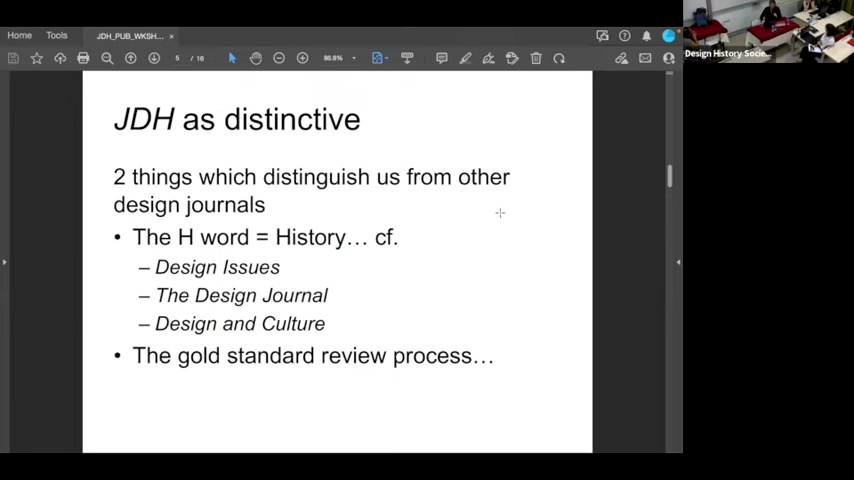 Home Tools JDH_PUB_WKSH... ×
5 / 16 86.9%
Design History Socie...
JDH as distinctive
2 things which distinguish us from other
design journals
• The H word = History… cf.
– Design Issues
– The Design Journal
– Design and Culture
• The gold standard review process…